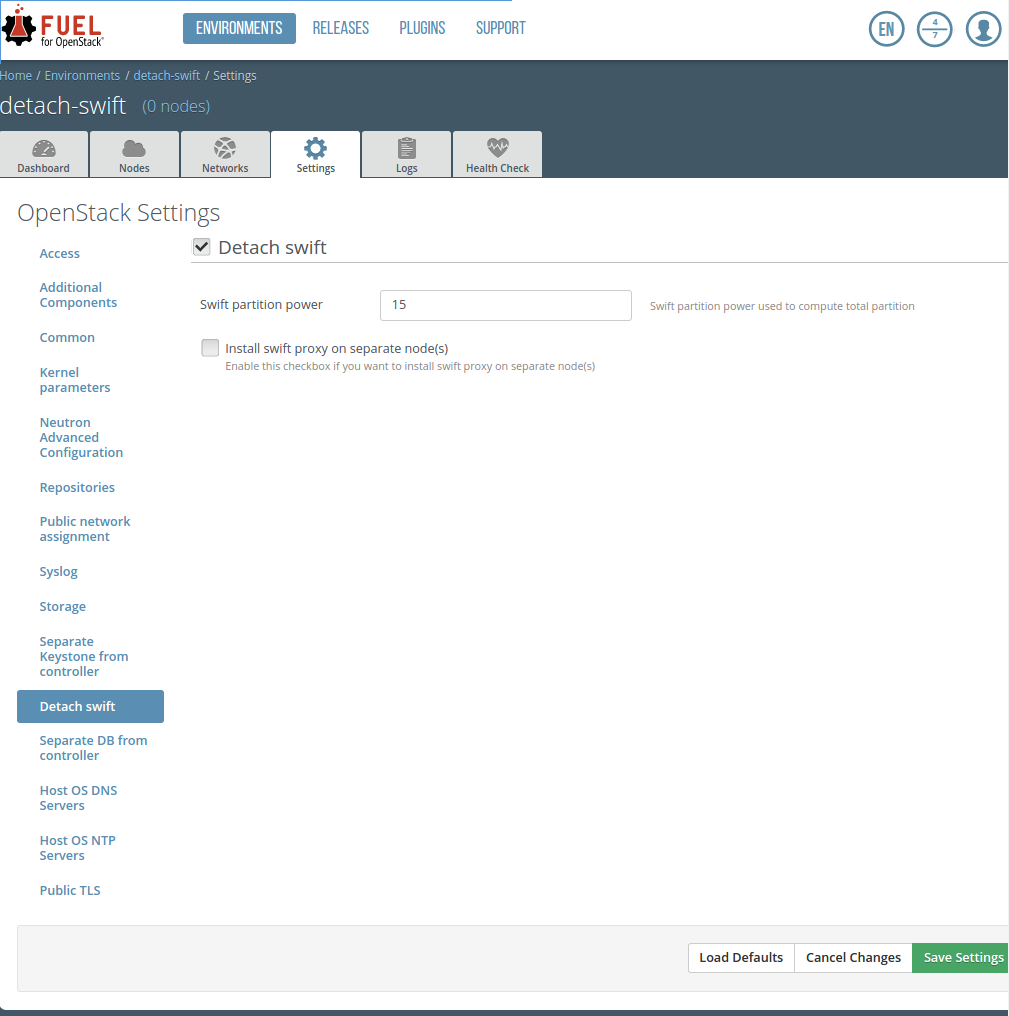 FUEL
for OpenStack
ENVIRONMENTS RELEASES PLUGINS SUPPORT
EN
4
7
Home / Environments / detach-swift / Settings
detach-swift (0 nodes)
Dashboard Nodes Networks Settings Logs Health Check
OpenStack Settings
Access
Additional
Components
Common
Kernel
parameters
Neutron
Advanced
Configuration
Repositories
Public network
assignment
Syslog
Storage
Separate
Keystone from
controller
Detach swift
Separate DB from
controller
Host OS DNS
Servers
Host OS NTP
Servers
Public TLS
Detach swift
Swift partition power 15 Swift partition power used to compute total partition
Install swift proxy on separate node(s)
Enable this checkbox if you want to install swift proxy on separate node(s)
Load Defaults Cancel Changes Save Settings